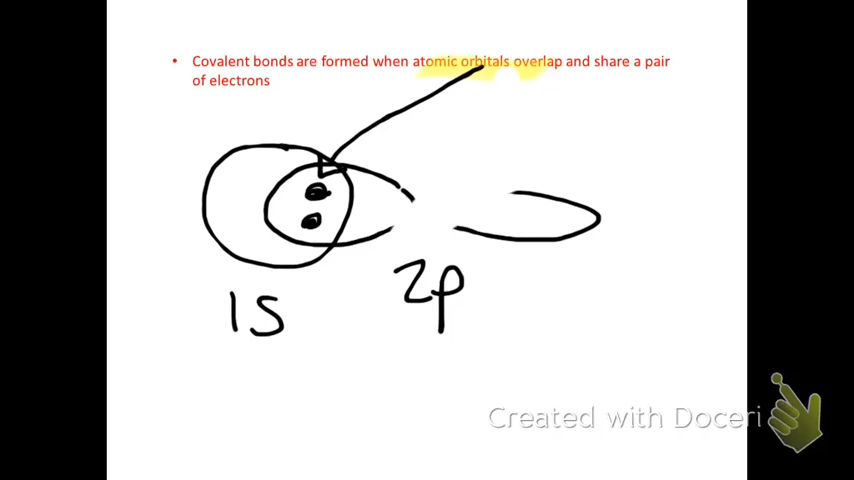 • Covalent bonds are formed when atomic orbitals overlap and share a pair
of electrons
1S
2p
Created with Doceri